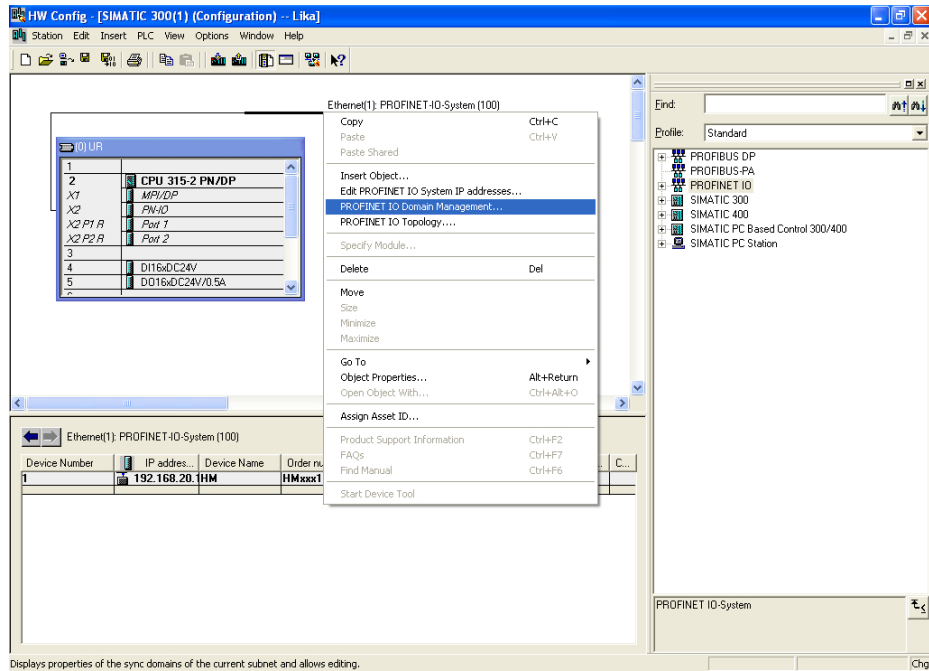 HW Config - [SIMATIC 300(1) (Configuration) -- Lika]
Station Edit Insert PLC View Options Window Help
Ethernet(1): PROFINET-IO-System (100)
(0) UR
1
2 CPU 315-2 PN/DP
X1 MPI/DP
X2 PN-IO
X2 P1 R Port 1
X2 P2 R Port 2
3
4 DI16xDC24V
5 DO16xDC24V/0.5A
Copy Ctrl+C
Paste Ctrl+V
Paste Shared
Insert Object...
Edit PROFINET IO System IP addresses...
PROFINET IO Domain Management...
PROFINET IO Topology....
Specify Module...
Delete Del
Move
Size
Minimize
Maximize
Go To
Object Properties... Alt+Return
Open Object With... Ctrl+Alt+O
Assign Asset ID...
Product Support Information Ctrl+F2
FAQs Ctrl+F7
Find Manual Ctrl+F6
Start Device Tool
Find:
Profile: Standard
PROFIBUS DP
PROFIBUS-PA
PROFINET IO
SIMATIC 300
SIMATIC 400
SIMATIC PC Based Control 300/400
SIMATIC PC Station
PROFINET IO-System
Ethernet(1): PROFINET-IO-System (100)
Device Number IP addres... Device Name Order nu C...
1 192.168.20.1 HM HMxxx1
Displays properties of the sync domains of the current subnet and allows editing.
Chg